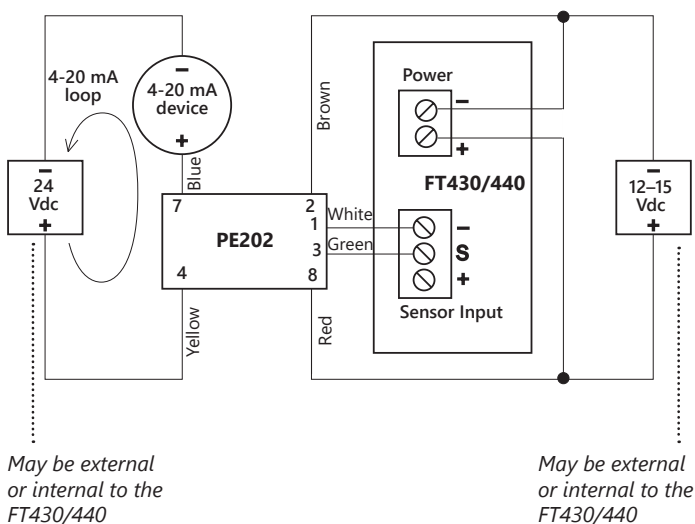 4-20 mA
loop
4-20 mA
device
−
+
Blue
−
24
Vdc
+
7
2
1
3
PE202
4
8
Yellow
Brown
White
Green
Red
Power
−
+
FT430/440
−
S
+
Sensor Input
−
12–15
Vdc
+
May be external
or internal to the
FT430/440
May be external
or internal to the
FT430/440